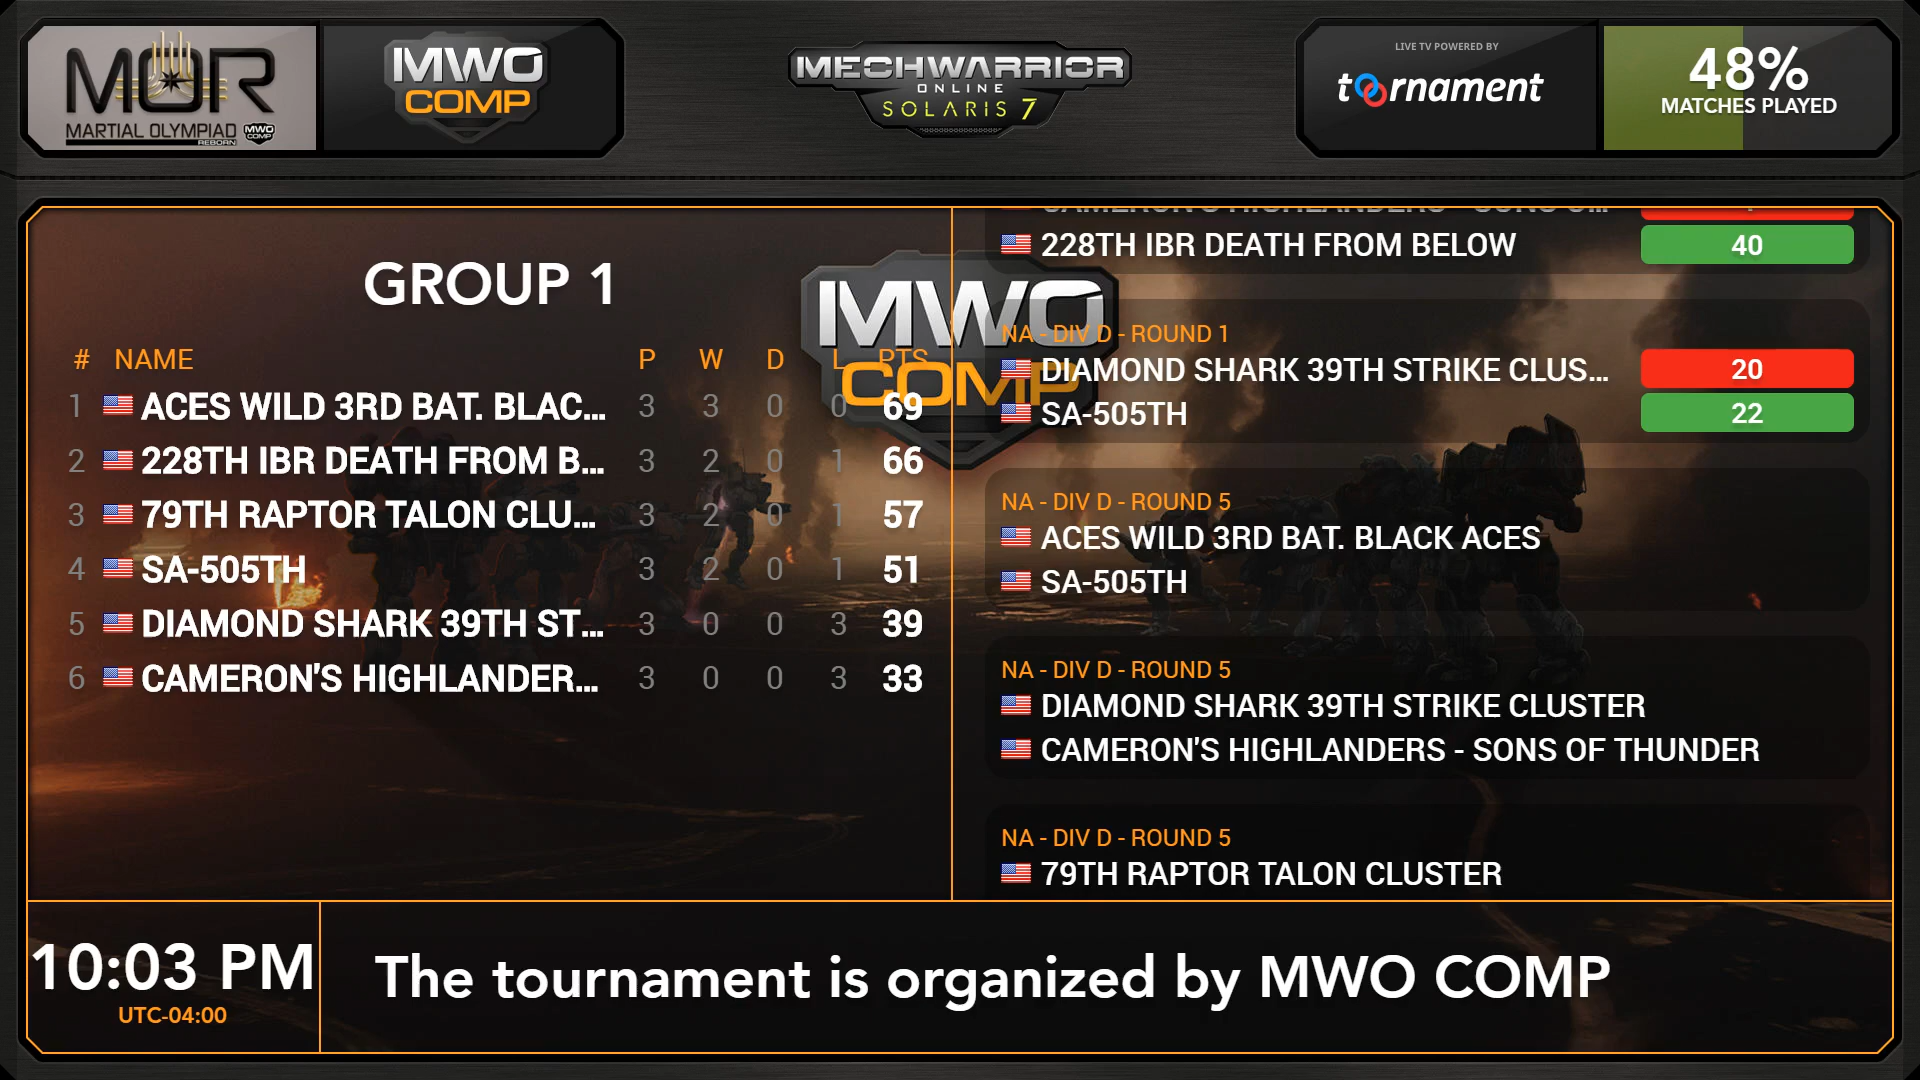 MOR
MARTIAL OLYMPIAD
REBORN
MWO
COMP
MWO
COMP
MECHWARRIOR
ONLINE
SOLARIS 7
LIVE TV POWERED BY
toornament
48%
MATCHES PLAYED
GROUP 1
# NAME P W D L PTS
1 ACES WILD 3RD BAT. BLAC... 3 3 0 0 69
2 228TH IBR DEATH FROM B... 3 2 0 1 66
3 79TH RAPTOR TALON CLU... 3 2 0 1 57
4 SA-505TH 3 2 0 1 51
5 DIAMOND SHARK 39TH ST... 3 0 0 3 39
6 CAMERON'S HIGHLANDER... 3 0 0 3 33
MWO
COMP
228TH IBR DEATH FROM BELOW 40
NA - DIV D - ROUND 1
DIAMOND SHARK 39TH STRIKE CLUS... 20
SA-505TH 22
NA - DIV D - ROUND 5
ACES WILD 3RD BAT. BLACK ACES
SA-505TH
NA - DIV D - ROUND 5
DIAMOND SHARK 39TH STRIKE CLUSTER
CAMERON'S HIGHLANDERS - SONS OF THUNDER
NA - DIV D - ROUND 5
79TH RAPTOR TALON CLUSTER
10:03 PM
UTC-04:00
The tournament is organized by MWO COMP